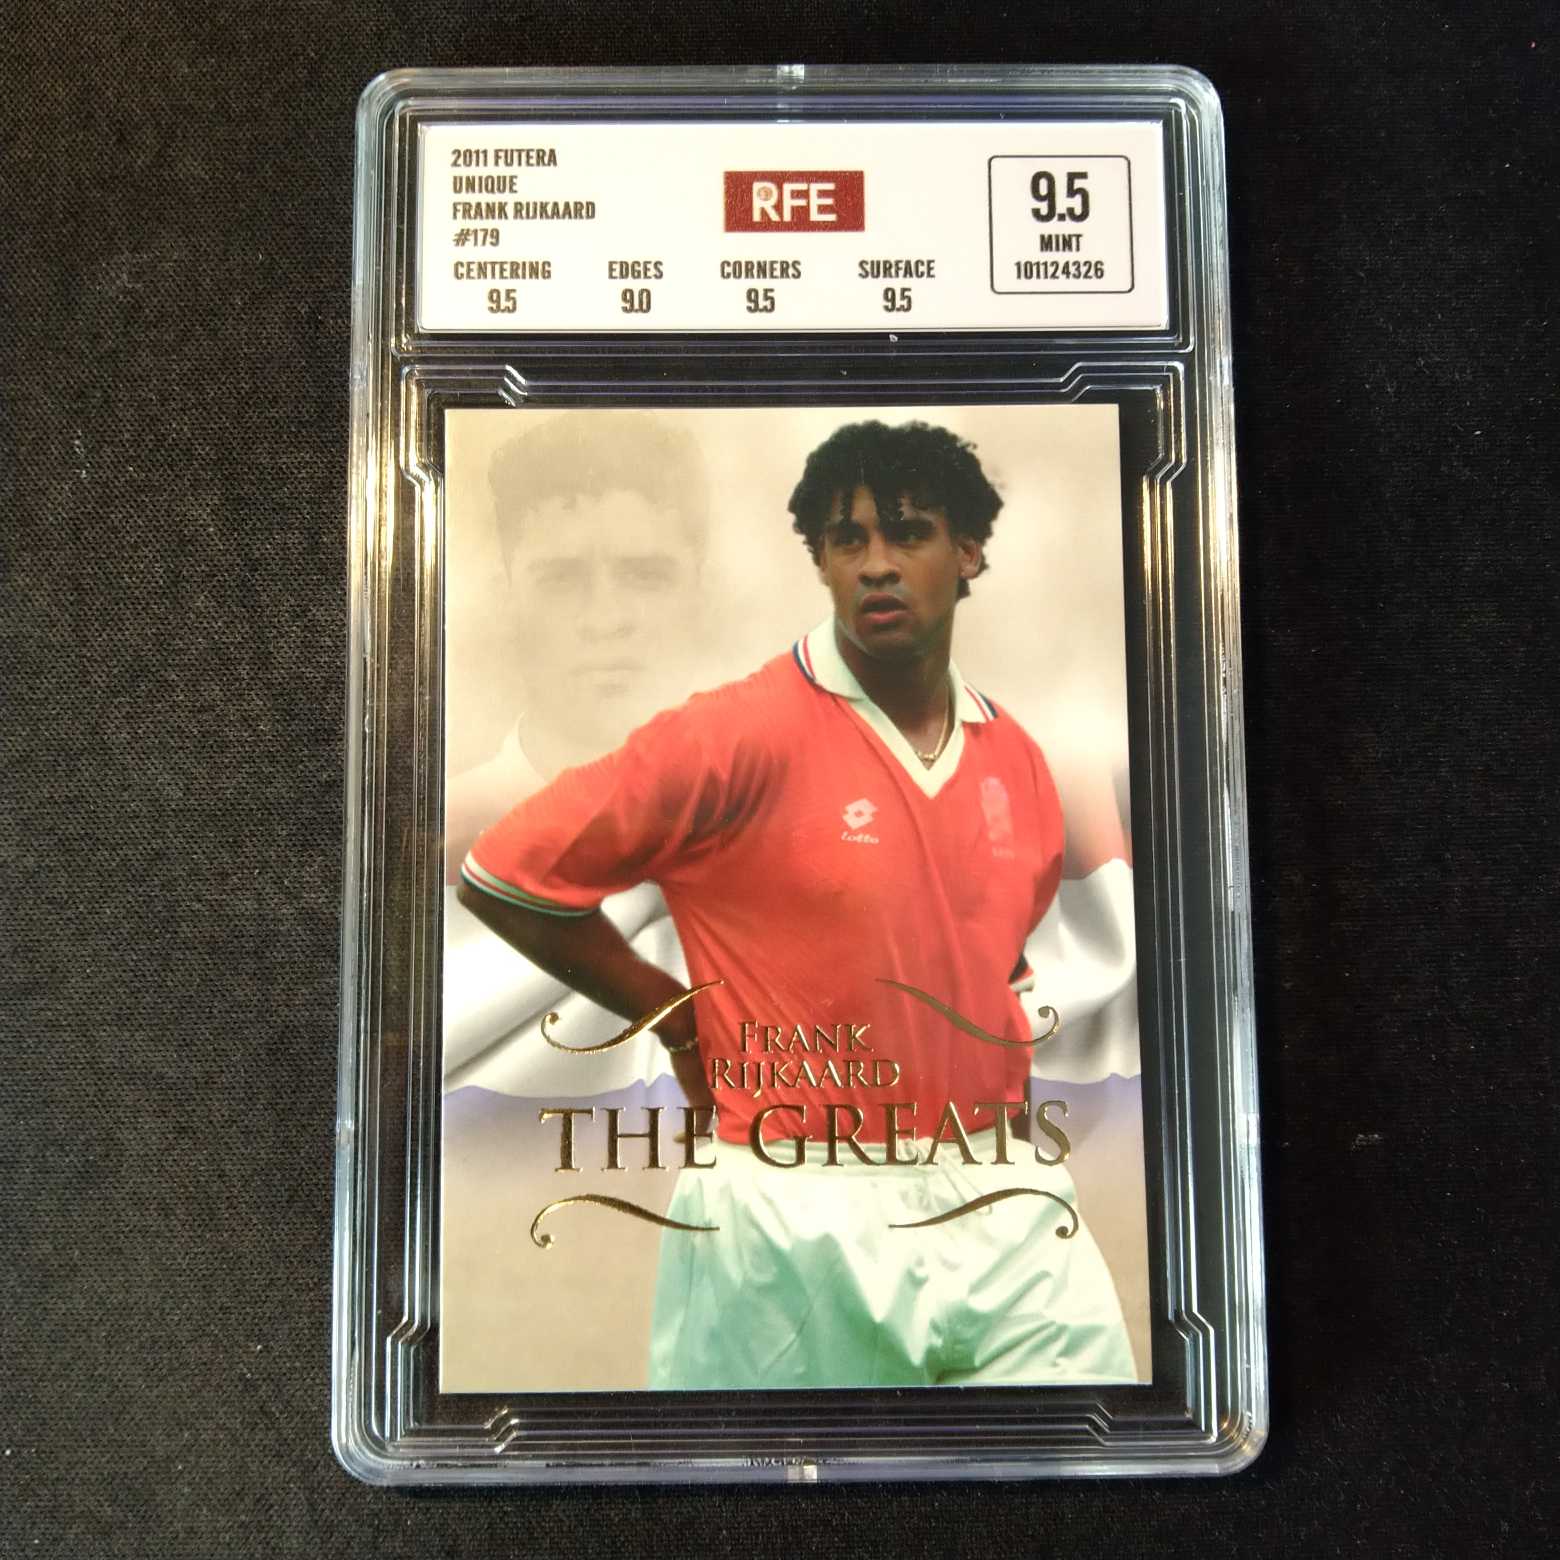 2011 FUTERA
UNIQUE
FRANK RIJKAARD
#179
RFE
9.5
MINT
101124326
CENTERING EDGES CORNERS SURFACE
9.5 9.0 9.5 9.5
lotto
FRANK
RIJKAARD
THE GREATS